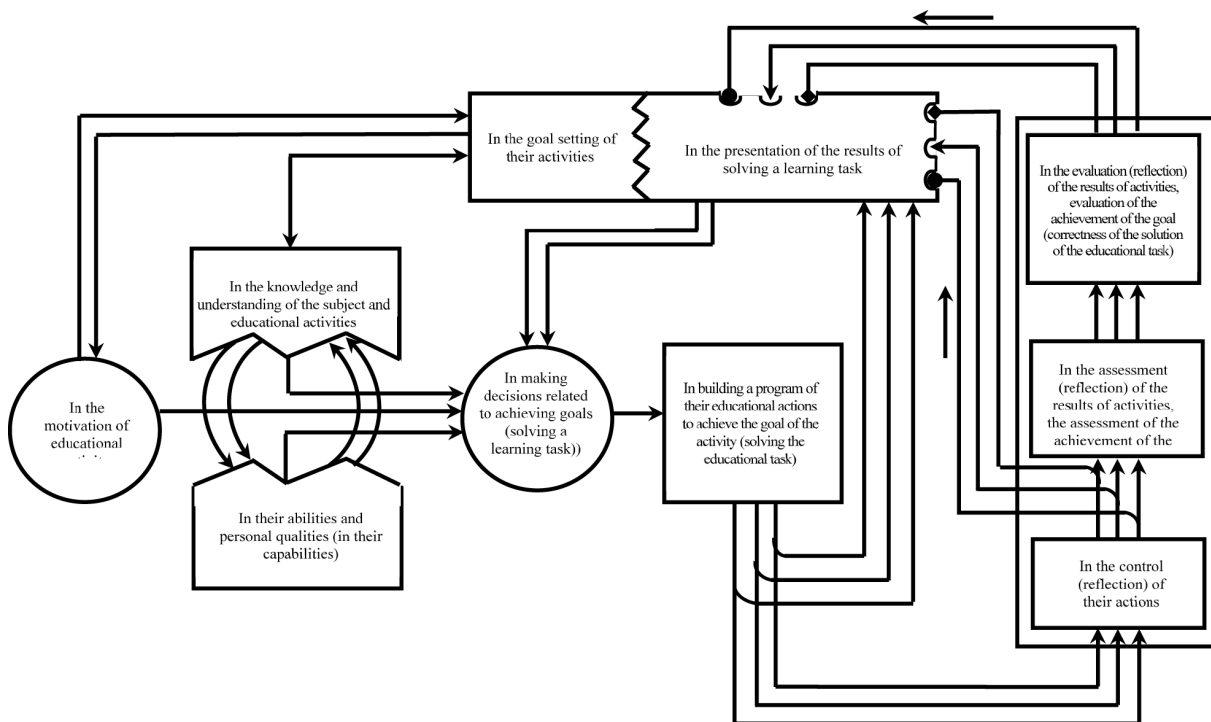 In the goal setting of
their activities
In the presentation of the results of
solving a learning task
In the evaluation (reflection)
of the results of activities,
evaluation of the
achievement of the goal
(correctness of the solution
of the educational task)
In the knowledge and
understanding of the subject and
educational activities
In the
motivation of
educational
In making
decisions related
to achieving goals
(solving a
learning task))
In building a program of
their educational actions
to achieve the goal of the
activity (solving the
educational task)
In the assessment
(reflection) of the
results of activities,
the assessment of the
achievement of the
In their abilities and
personal qualities (in their
capabilities)
In the control
(reflection) of
their actions